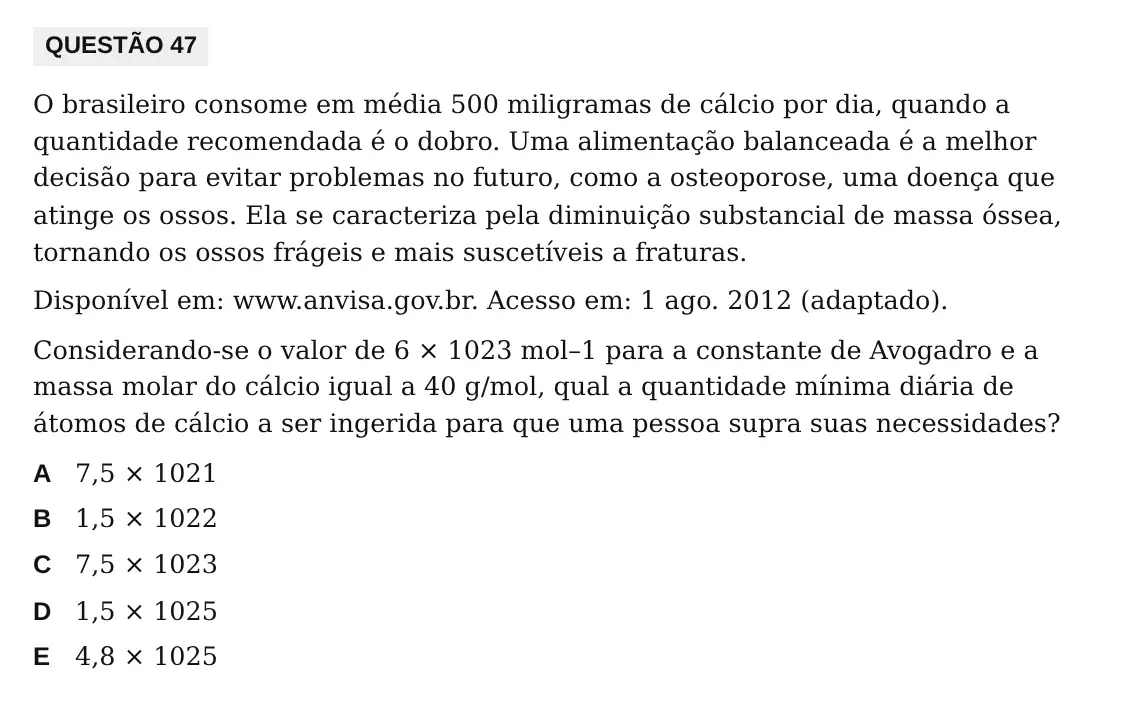 QUESTÃO 47
O brasileiro consome em média 500 miligramas de cálcio por dia, quando a
quantidade recomendada é o dobro. Uma alimentação balanceada é a melhor
decisão para evitar problemas no futuro, como a osteoporose, uma doença que
atinge os ossos. Ela se caracteriza pela diminuição substancial de massa óssea,
tornando os ossos frágeis e mais suscetíveis a fraturas.
Disponível em: www.anvisa.gov.br. Acesso em: 1 ago. 2012 (adaptado).
Considerando-se o valor de 6 × 1023 mol–1 para a constante de Avogadro e a
massa molar do cálcio igual a 40 g/mol, qual a quantidade mínima diária de
átomos de cálcio a ser ingerida para que uma pessoa supra suas necessidades?
A 7,5 × 1021
B 1,5 × 1022
C 7,5 × 1023
D 1,5 × 1025
E 4,8 × 1025